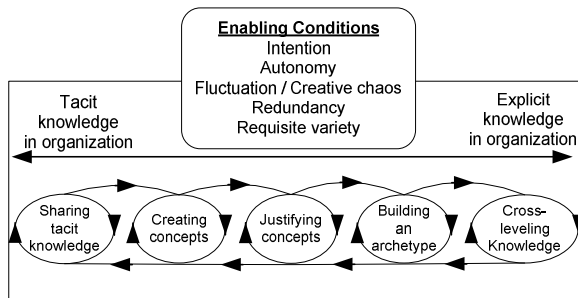 Enabling Conditions
Intention
Autonomy
Fluctuation / Creative chaos
Redundancy
Requisite variety
Tacit
knowledge
in organization
Explicit
knowledge
in organization
Sharing
tacit
knowledge
Creating
concepts
Justifying
concepts
Building
an
archetype
Cross-
leveling
Knowledge